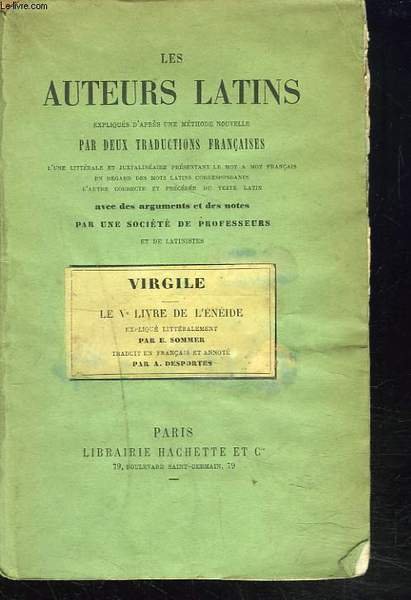 Le-Livre.com
LES
AUTEURS LATINS
EXPLIQUÉS D'APRÈS UNE MÉTHODE NOUVELLE
PAR DEUX TRADUCTIONS FRANÇAISES
L'UNE LITTÉRALE ET JUXTALINÉAIRE PRÉSENTANT LE MOT A MOT FRANÇAIS
EN REGARD DES MOTS LATINS CORRESPONDANTS
L'AUTRE CORRECTE ET PRÉCÉDÉE DU TEXTE LATIN
avec des arguments et des notes
PAR UNE SOCIÉTÉ DE PROFESSEURS
ET DE LATINISTES
VIRGILE
LE Ve LIVRE DE L'ENÉIDE
EXPLIQUÉ LITTÉRALEMENT
PAR E. SOMMER
TRADUIT EN FRANÇAIS ET ANNOTÉ
PAR A. DESPORTES
PARIS
LIBRAIRIE HACHETTE ET Cie
79, BOULEVARD SAINT-GERMAIN, 79